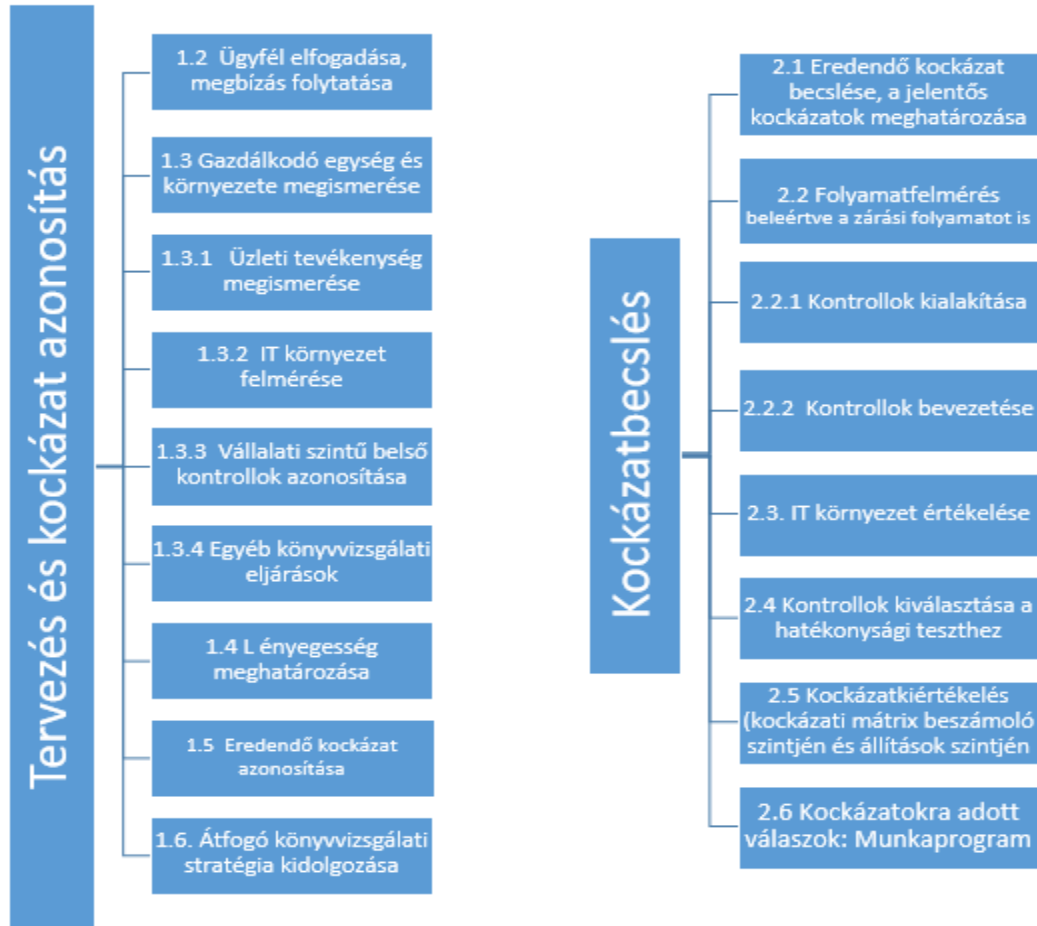 Tervezés és kockázat azonosítás
1.2 Ügyfél elfogadása,
megbízás folytatása
1.3 Gazdálkodó egység és
környezete megismerése
1.3.1 Üzleti tevékenység
megismerése
1.3.2 IT környezet
felmérése
1.3.3 Vállalati szintű belső
kontrollok azonosítása
1.3.4 Egyéb könyvvizsgálati
eljárások
1.4 L ényegesség
meghatározása
1.5 Eredendő kockázat
azonosítása
1.6. Átfogó könyvvizsgálati
stratégia kidolgozása
Kockázatbecslés
2.1 Eredendő kockázat
becslése, a jelentős
kockázatok meghatározása
2.2 Folyamatfelmérés
beleértve a zárási folyamatot is
2.2.1 Kontrollok kialakítása
2.2.2 Kontrollok bevezetése
2.3. IT környezet értékelése
2.4 Kontrollok kiválasztása a
hatékonysági teszthez
2.5 Kockázatkiértékelés
(kockázati mátrix beszámoló
szintjén és állítások szintjén
2.6 Kockázatokra adott
válaszok: Munkaprogram